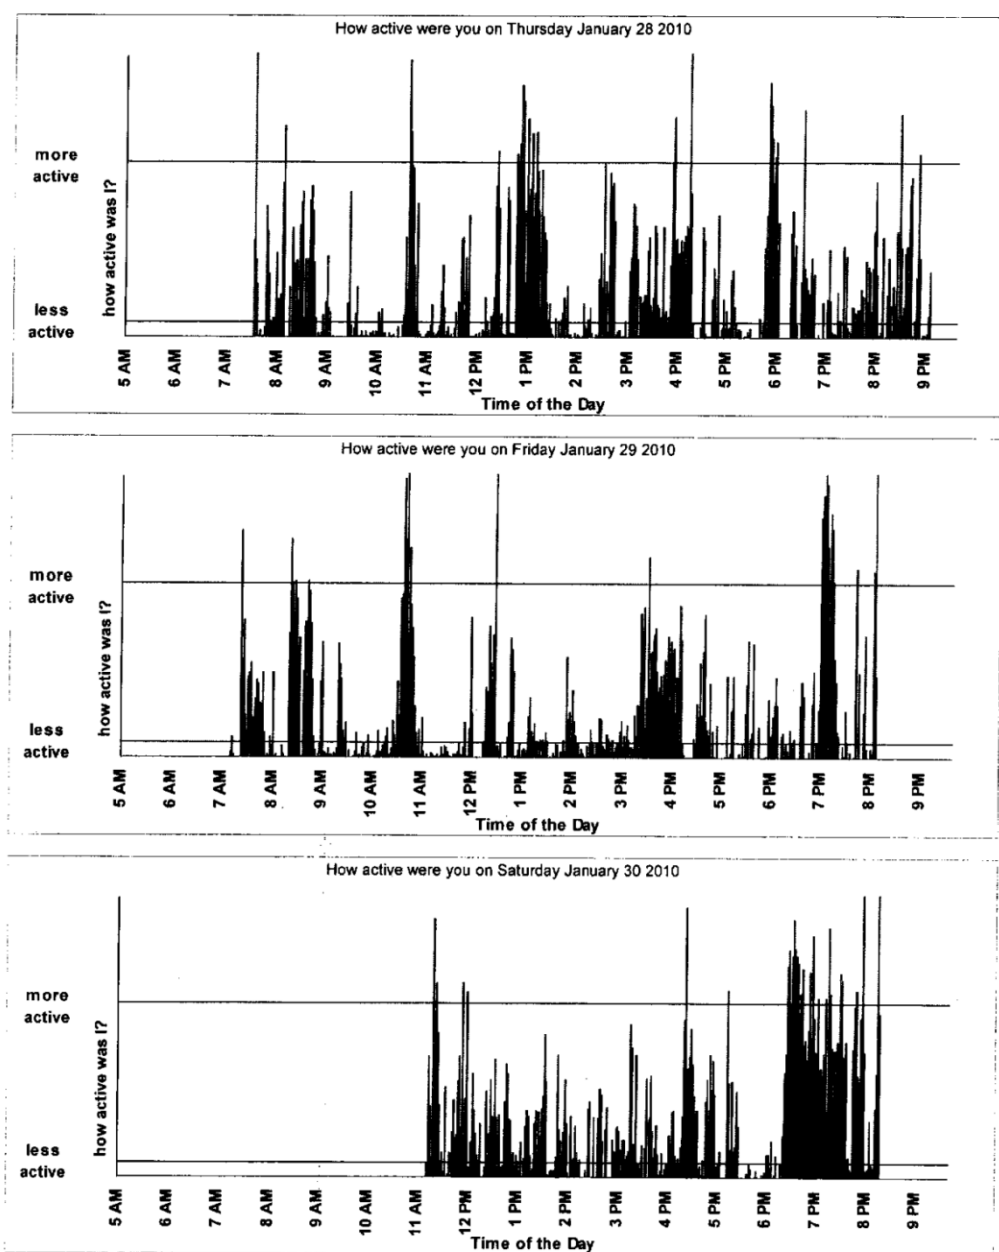 How active were you on Thursday January 28 2010
more
active
how active was I?
less
active
5 AM 6 AM 7 AM 8 AM 9 AM 10 AM 11 AM 12 PM 1 PM 2 PM 3 PM 4 PM 5 PM 6 PM 7 PM 8 PM 9 PM
Time of the Day
How active were you on Friday January 29 2010
more
active
how active was I?
less
active
5 AM 6 AM 7 AM 8 AM 9 AM 10 AM 11 AM 12 PM 1 PM 2 PM 3 PM 4 PM 5 PM 6 PM 7 PM 8 PM 9 PM
Time of the Day
How active were you on Saturday January 30 2010
more
active
how active was I?
less
active
5 AM 6 AM 7 AM 8 AM 9 AM 10 AM 11 AM 12 PM 1 PM 2 PM 3 PM 4 PM 5 PM 6 PM 7 PM 8 PM 9 PM
Time of the Day